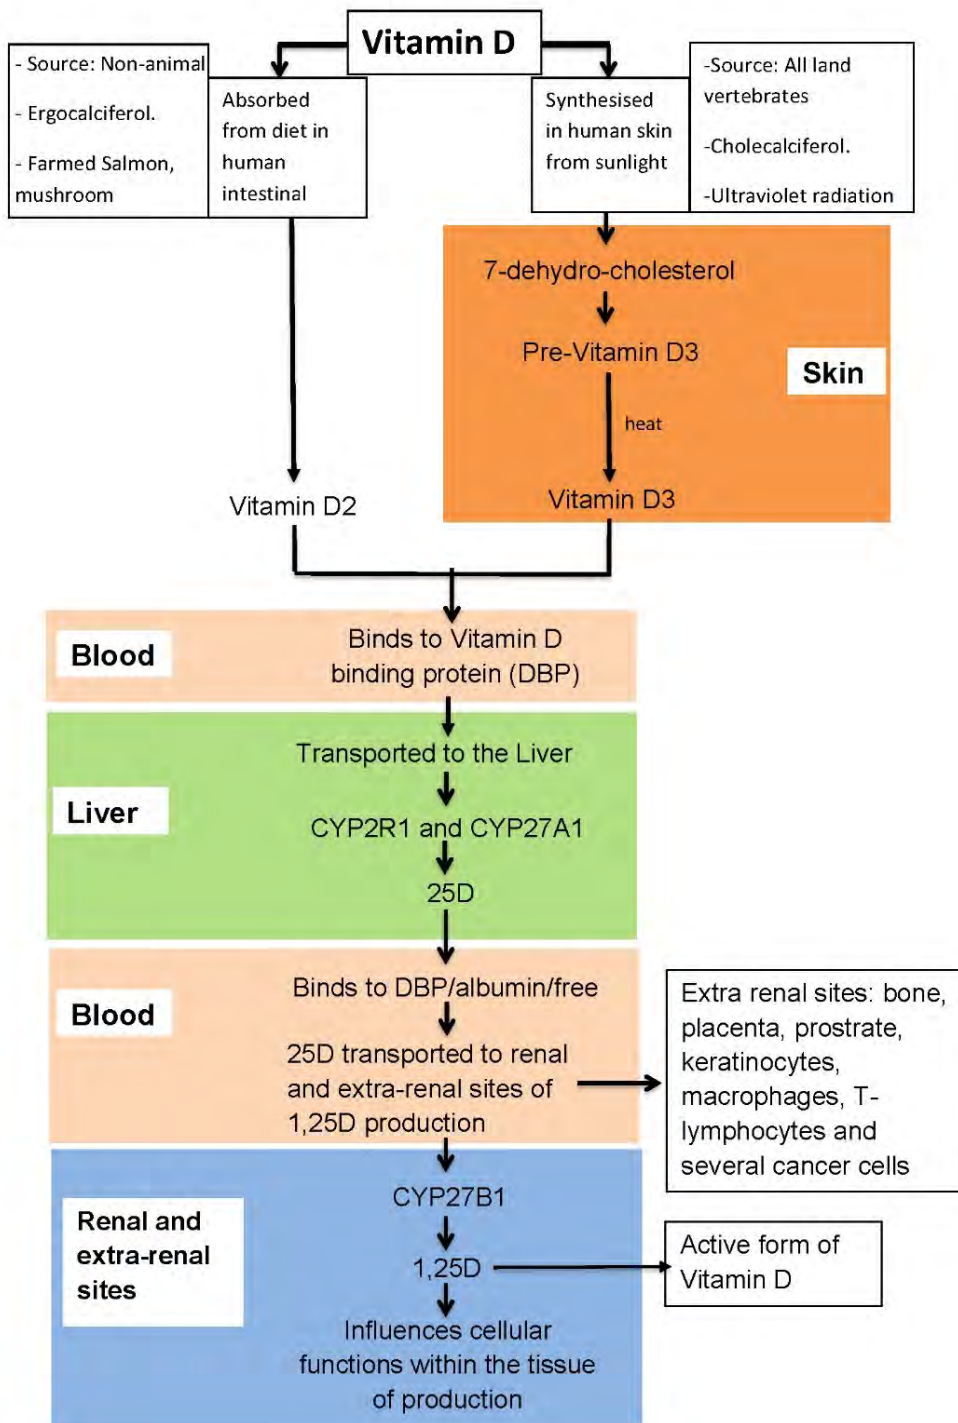 Vitamin D
- Source: Non-animal
- Ergocalciferol.
- Farmed Salmon,
mushroom
Absorbed
from diet in
human
intestinal
Synthesised
in human skin
from sunlight
-Source: All land
vertebrates
-Cholecalciferol.
-Ultraviolet radiation
7-dehydro-cholesterol
Pre-Vitamin D3
Skin
heat
Vitamin D2
Vitamin D3
Blood
Binds to Vitamin D
binding protein (DBP)
Transported to the Liver
Liver
CYP2R1 and CYP27A1
25D
Blood
Binds to DBP/albumin/free
25D transported to renal
and extra-renal sites of
1,25D production
Extra renal sites: bone,
placenta, prostrate,
keratinocytes,
macrophages, T-
lymphocytes and
several cancer cells
Renal and
extra-renal
sites
CYP27B1
1,25D
Active form of
Vitamin D
Influences cellular
functions within the tissue
of production